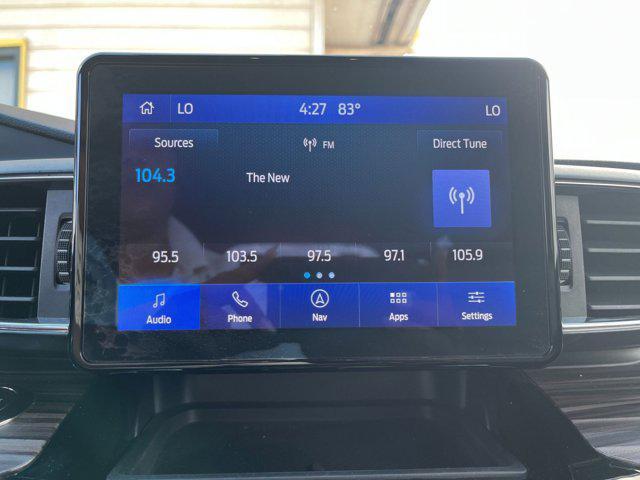 LO 4:27 83° LO
Sources FM Direct Tune
104.3 The New
95.5 103.5 97.5 97.1 105.9
Audio Phone Nav Apps Settings